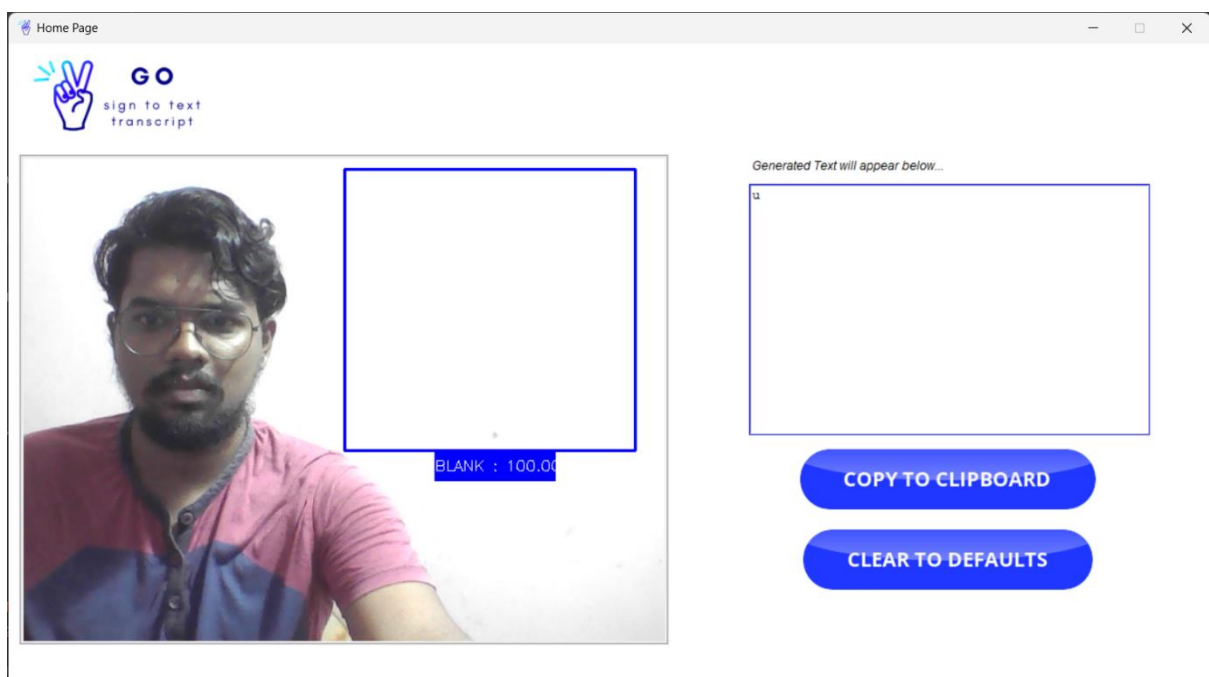 Home Page
GO
sign to text
transcript
Generated Text will appear below...
u
BLANK : 100.00
COPY TO CLIPBOARD
CLEAR TO DEFAULTS